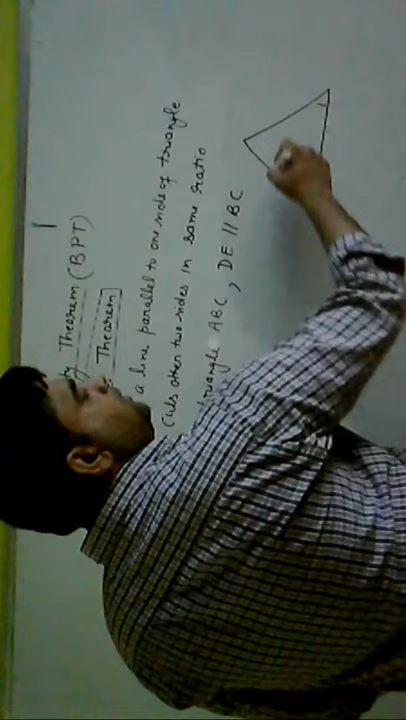 Theorem (BPT)
Theorem]
a line parallel to one side of triangle
Cuts other two sides in same ratio
triangle ABC, DE || BC